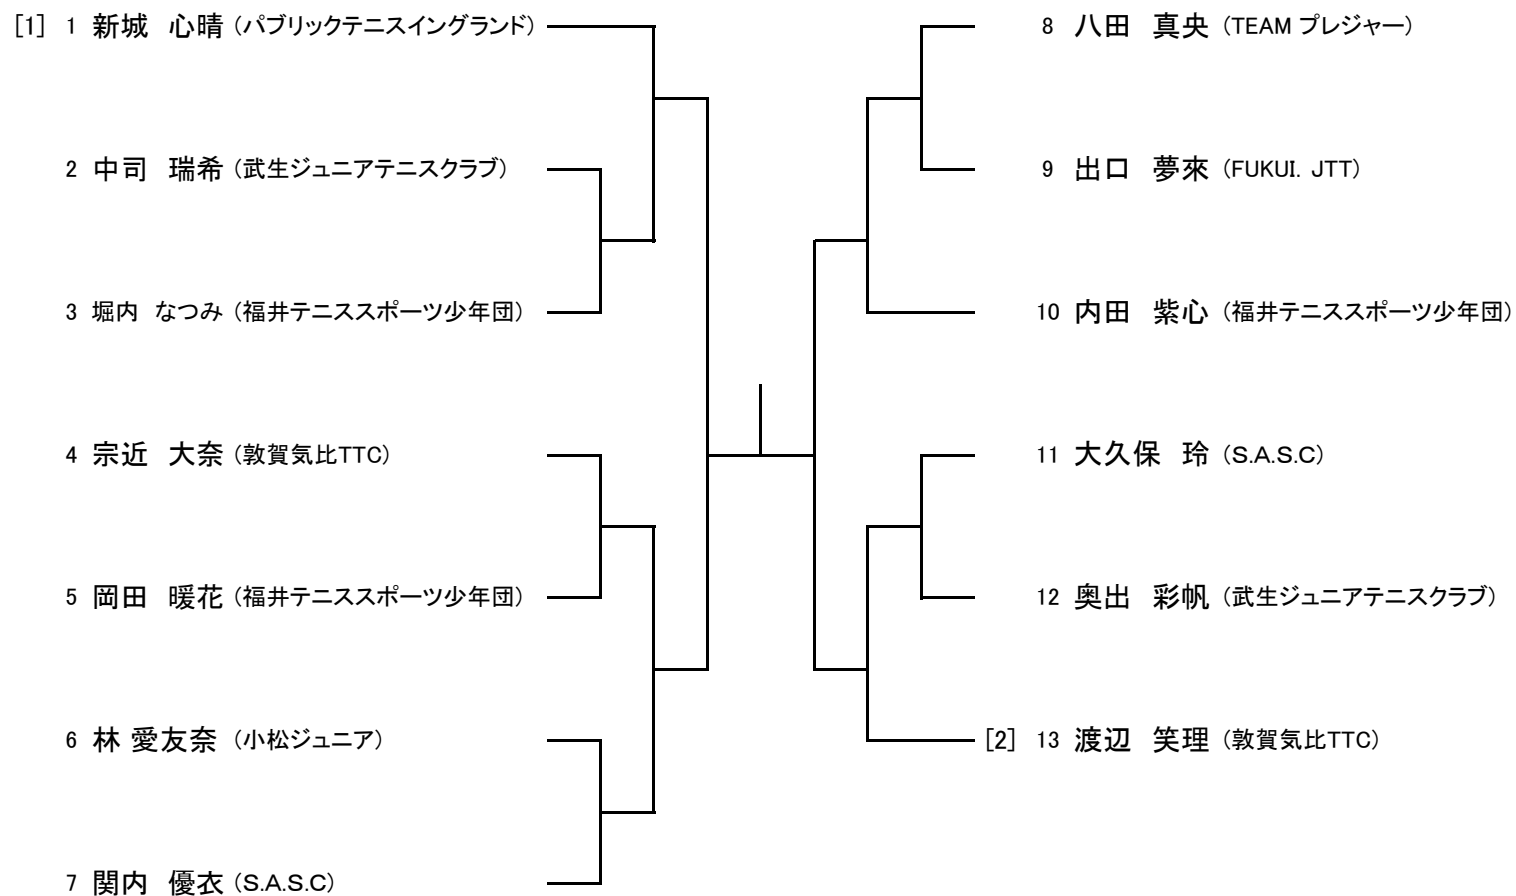 [1] 1 新城 心晴 (パブリックテニスイングランド)
2 中司 瑞希 (武生ジュニアテニスクラブ)
3 堀内 なつみ (福井テニススポーツ少年団)
4 宗近 大奈 (敦賀気比TTC)
5 岡田 暖花 (福井テニススポーツ少年団)
6 林 愛友奈 (小松ジュニア)
7 関内 優衣 (S.A.S.C)
8 八田 真央 (TEAM プレジャー)
9 出口 夢來 (FUKUI. JTT)
10 内田 紫心 (福井テニススポーツ少年団)
11 大久保 玲 (S.A.S.C)
12 奥出 彩帆 (武生ジュニアテニスクラブ)
[2] 13 渡辺 笑理 (敦賀気比TTC)